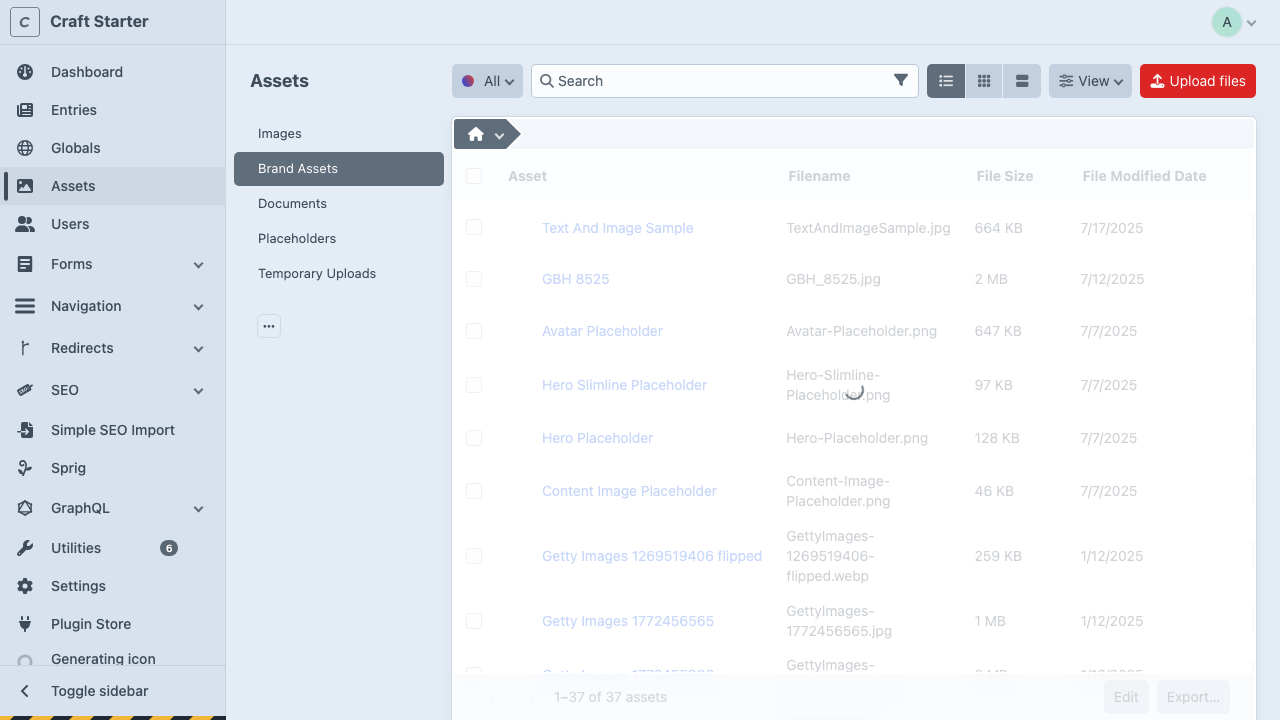 C Craft Starter
A
Dashboard
Entries
Globals
Assets
Users
Forms
Navigation
Redirects
SEO
Simple SEO Import
Sprig
GraphQL
Utilities 6
Settings
Plugin Store
Generating icon
Toggle sidebar
Assets
All
Search
View
Upload files
Images
Brand Assets
Documents
Placeholders
Temporary Uploads
Asset Filename File Size File Modified Date
Text And Image Sample TextAndImageSample.jpg 664 KB 7/17/2025
GBH 8525 GBH_8525.jpg 2 MB 7/12/2025
Avatar Placeholder Avatar-Placeholder.png 647 KB 7/7/2025
Hero Slimline Placeholder Hero-Slimline-
Placeholder.png 97 KB 7/7/2025
Hero Placeholder Hero-Placeholder.png 128 KB 7/7/2025
Content Image Placeholder Content-Image-
Placeholder.png 46 KB 7/7/2025
Getty Images 1269519406 flipped GettyImages-
1269519406-
flipped.webp 259 KB 1/12/2025
Getty Images 1772456565 GettyImages-
1772456565.jpg 1 MB 1/12/2025
GettyImages-
1–37 of 37 assets
Edit
Export…